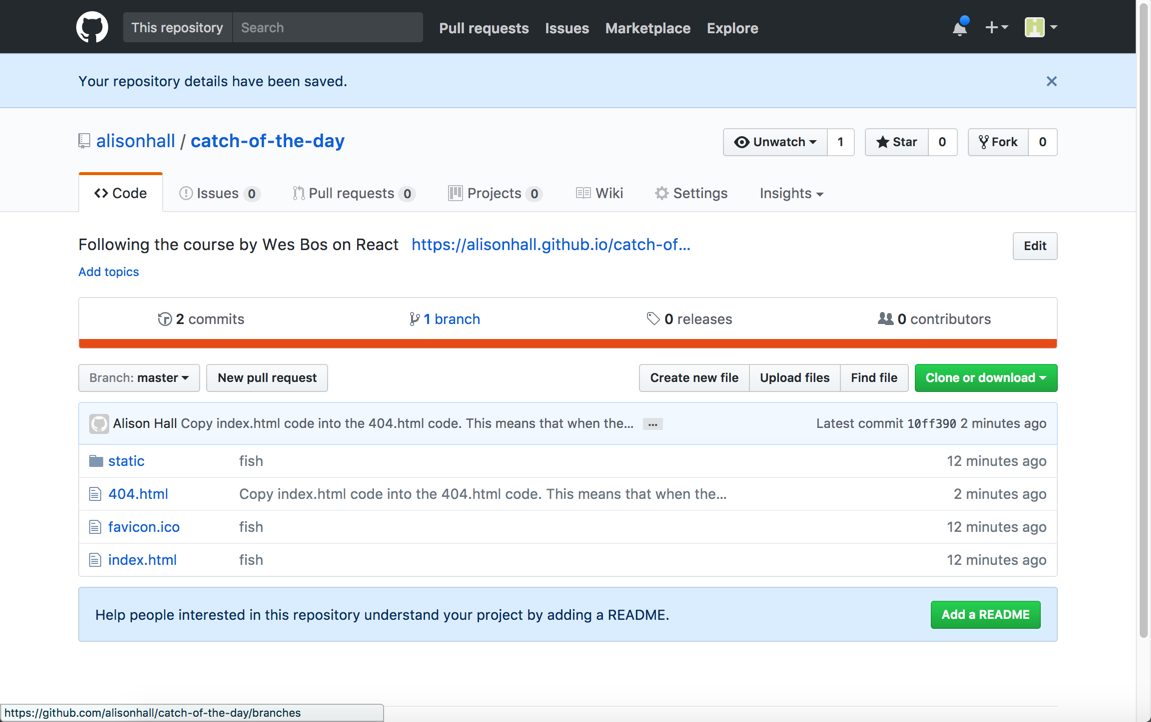 This repository Search Pull requests Issues Marketplace Explore
Your repository details have been saved.
alisonhall / catch-of-the-day Unwatch 1 Star 0 Fork 0
Code Issues 0 Pull requests 0 Projects 0 Wiki Settings Insights
Following the course by Wes Bos on React https://alisonhall.github.io/catch-of... Edit
Add topics
2 commits 1 branch 0 releases 0 contributors
Branch: master New pull request Create new file Upload files Find file Clone or download
Alison Hall Copy index.html code into the 404.html code. This means that when the... ... Latest commit 10ff390 2 minutes ago
static fish 12 minutes ago
404.html Copy index.html code into the 404.html code. This means that when the... 2 minutes ago
favicon.ico fish 12 minutes ago
index.html fish 12 minutes ago
Help people interested in this repository understand your project by adding a README. Add a README
https://github.com/alisonhall/catch-of-the-day/branches